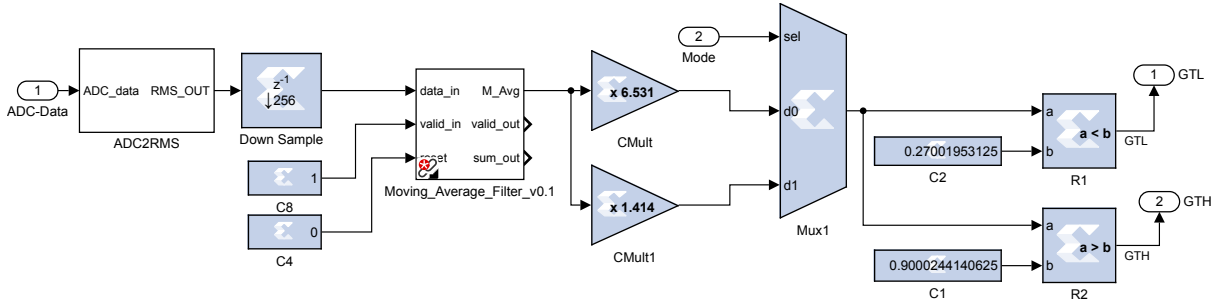 1
ADC-Data
ADC_data
RMS_OUT
ADC2RMS
z-1
↓256
Down Sample
1
C8
0
C4
data_in
M_Avg
valid_in
valid_out
reset
sum_out
Moving_Average_Filter_v0.1
x 6.531
CMult
x 1.414
CMult1
2
Mode
sel
d0
d1
Mux1
0.27001953125
C2
a
b
a < b
R1
GTL
1
GTL
0.9000244140625
C1
a
b
a > b
R2
GTH
2
GTH